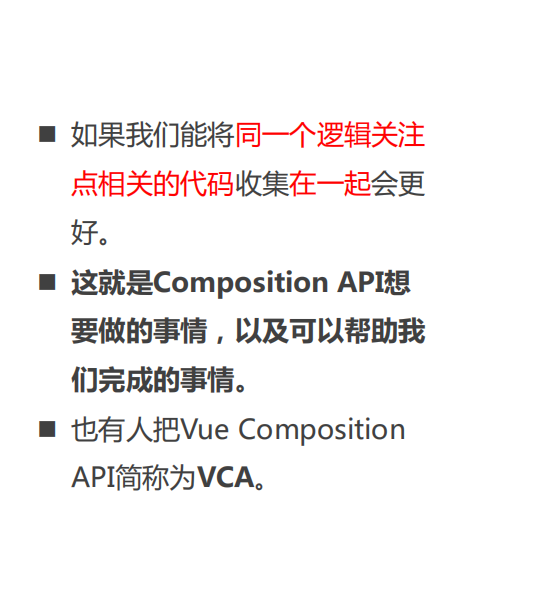 ■ 如果我们能将同一个逻辑关注
点相关的代码收集在一起会更
好。
■ 这就是Composition API想
要做的事情，以及可以帮助我
们完成的事情。
■ 也有人把Vue Composition
API简称为VCA。